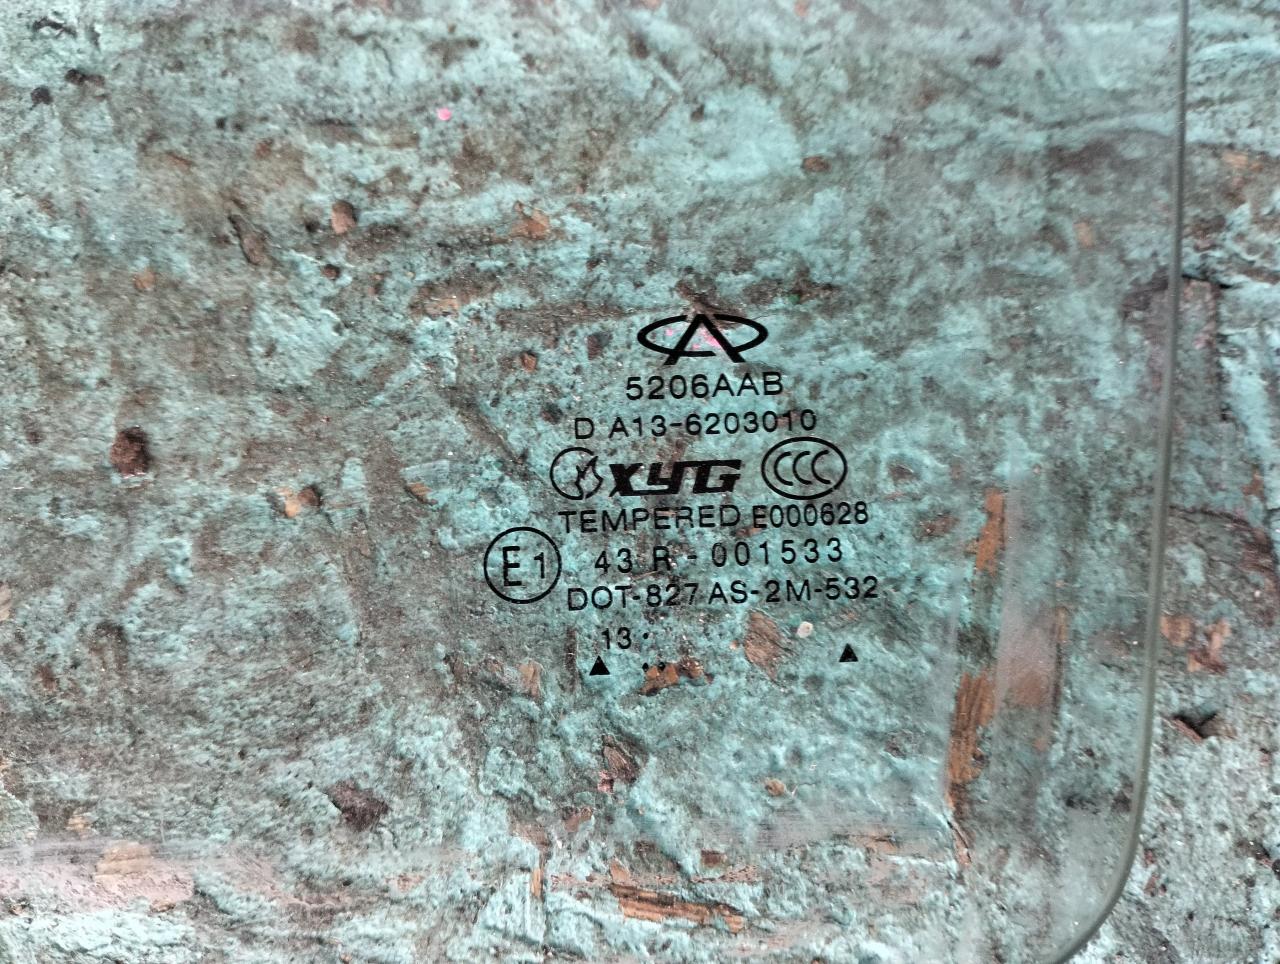 5206AAB
D A13-6203010
XYG CCC
TEMPERED E000628
E1 43 R - 001533
DOT-827 AS-2M-532
13